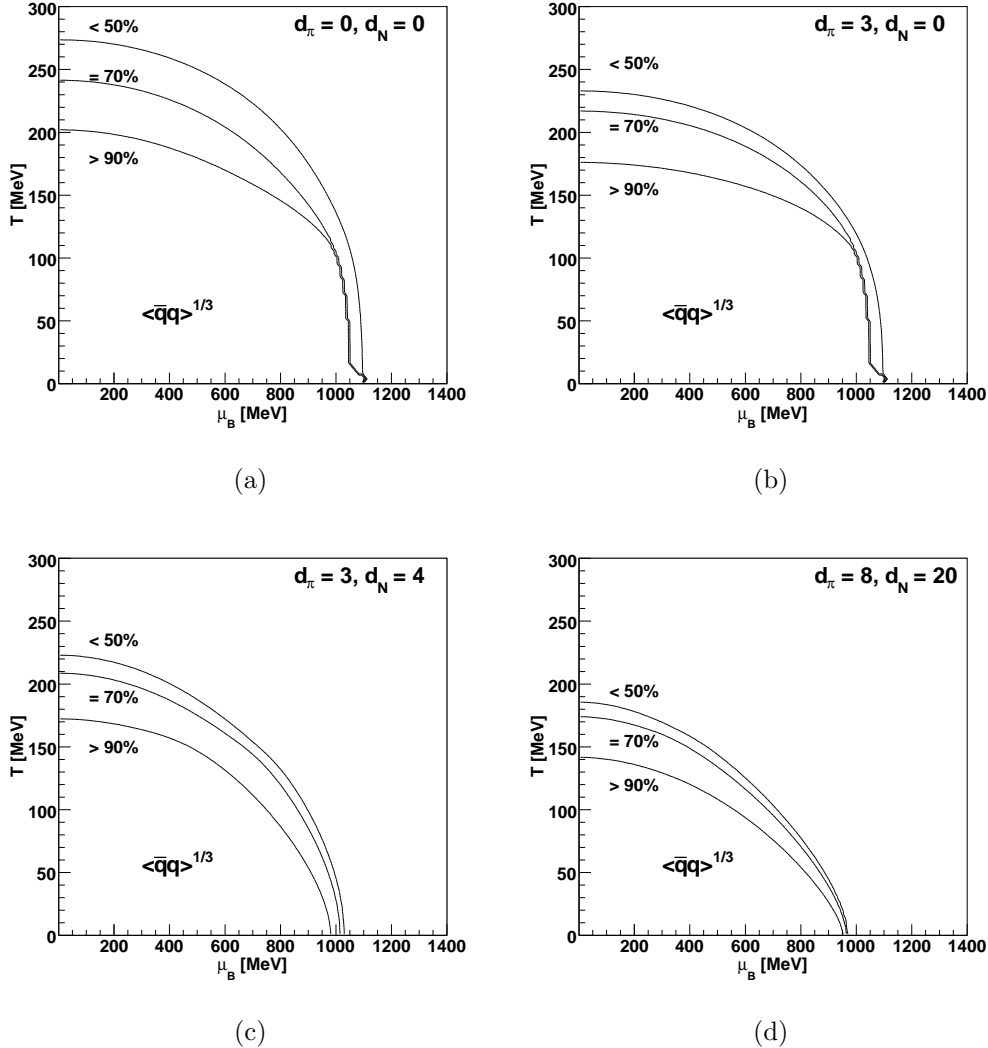 d_π = 0, d_N = 0
300
< 50%
250
= 70%
200
> 90%
150
T [MeV]
100
<q̅q>^1/3
50
0
200 400 600 800 1000 1200 1400
μ_B [MeV]
(a)
d_π = 3, d_N = 0
300
< 50%
250
= 70%
200
> 90%
150
T [MeV]
100
<q̅q>^1/3
50
0
200 400 600 800 1000 1200 1400
μ_B [MeV]
(b)
d_π = 3, d_N = 4
300
250
< 50%
200
= 70%
150
> 90%
T [MeV]
100
<q̅q>^1/3
50
0
200 400 600 800 1000 1200 1400
μ_B [MeV]
(c)
d_π = 8, d_N = 20
300
250
200
< 50%
150
= 70%
> 90%
T [MeV]
100
<q̅q>^1/3
50
0
200 400 600 800 1000 1200 1400
μ_B [MeV]
(d)